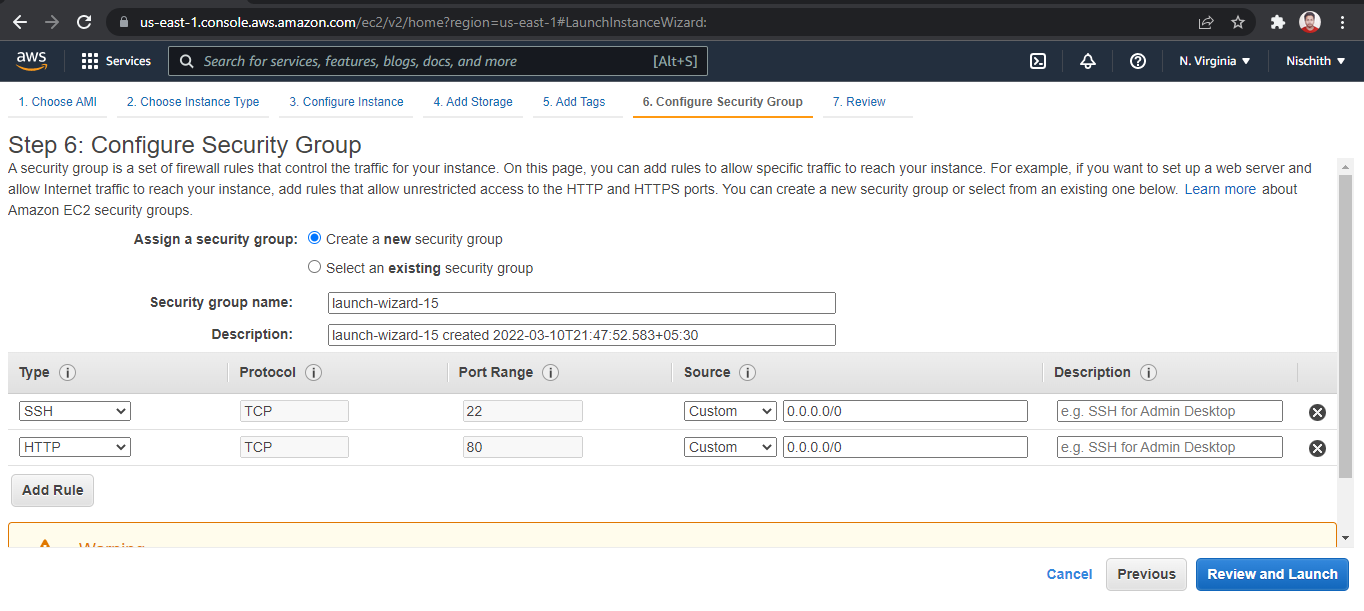 us-east-1.console.aws.amazon.com/ec2/v2/home?region=us-east-1#LaunchInstanceWizard:
aws Services Search for services, features, blogs, docs, and more [Alt+S] N. Virginia Nischith
1. Choose AMI 2. Choose Instance Type 3. Configure Instance 4. Add Storage 5. Add Tags 6. Configure Security Group 7. Review
Step 6: Configure Security Group
A security group is a set of firewall rules that control the traffic for your instance. On this page, you can add rules to allow specific traffic to reach your instance. For example, if you want to set up a web server and
allow Internet traffic to reach your instance, add rules that allow unrestricted access to the HTTP and HTTPS ports. You can create a new security group or select from an existing one below. Learn more about
Amazon EC2 security groups.
Assign a security group: Create a new security group
Select an existing security group
Security group name: launch-wizard-15
Description: launch-wizard-15 created 2022-03-10T21:47:52.583+05:30
Type Protocol Port Range Source Description
SSH TCP 22 Custom 0.0.0.0/0 e.g. SSH for Admin Desktop
HTTP TCP 80 Custom 0.0.0.0/0 e.g. SSH for Admin Desktop
Add Rule
Warning
Cancel Previous Review and Launch